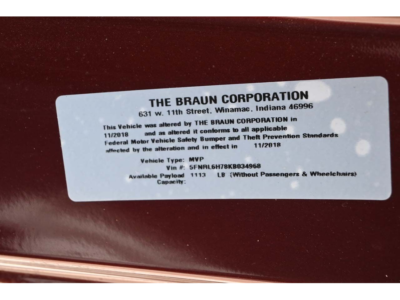 THE BRAUN CORPORATION
631 w. 11th Street, Winamac, Indiana 46996
This Vehicle was altered by THE BRAUN CORPORATION in
11/2018 and as altered it conforms to all applicable
Federal Motor Vehicle Safety Bumper and Theft Prevention Standards
affected by the alteration and in effect in 11/2018
Vehicle Type: MVP
Vin #: 5FNRL6H78KB034960
Available Payload 1113 LB (Without Passengers & Wheelchairs)
Capacity: